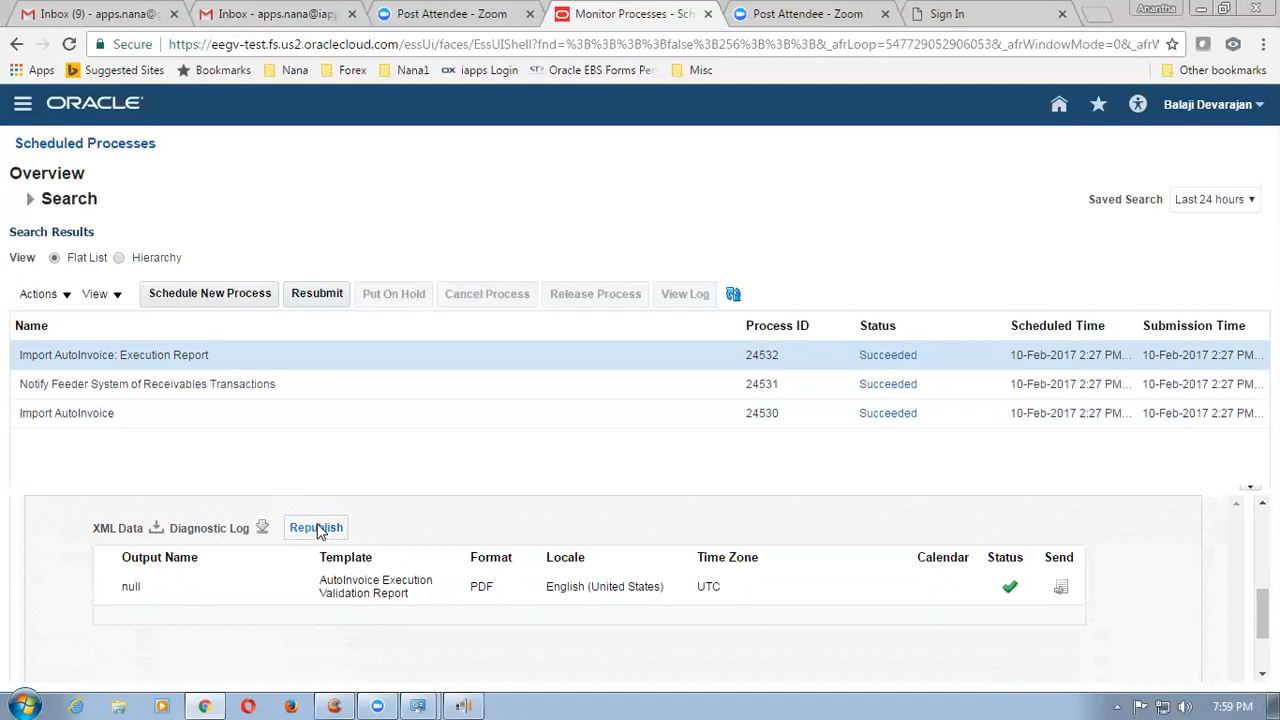 Inbox (9) - apps.nana@
Inbox - apps.nana@iap
Post Attendee - Zoom
Monitor Processes - Sch
Post Attendee - Zoom
Sign In
Anantha
Secure
https://eegv-test.fs.us2.oraclecloud.com/essUi/faces/EssUIShell?fnd=%3B%3B%3B%3Bfalse%3B256%3B%3B%3B&_afrLoop=547729052906053&_afrWindowMode=0&_afrW
Apps
Suggested Sites
Bookmarks
Nana
Forex
Nana1
iapps Login
Oracle EBS Forms Per
Misc
Other bookmarks
ORACLE
Balaji Devarajan
Scheduled Processes
Overview
Search
Saved Search Last 24 hours
Search Results
View Flat List Hierarchy
Actions View Schedule New Process Resubmit Put On Hold Cancel Process Release Process View Log
Name Process ID Status Scheduled Time Submission Time
Import AutoInvoice: Execution Report 24532 Succeeded 10-Feb-2017 2:27 PM... 10-Feb-2017 2:27 PM...
Notify Feeder System of Receivables Transactions 24531 Succeeded 10-Feb-2017 2:27 PM... 10-Feb-2017 2:27 PM...
Import AutoInvoice 24530 Succeeded 10-Feb-2017 2:27 PM... 10-Feb-2017 2:27 PM...
XML Data Diagnostic Log Republish
Output Name Template Format Locale Time Zone Calendar Status Send
null AutoInvoice Execution Validation Report PDF English (United States) UTC
7:59 PM